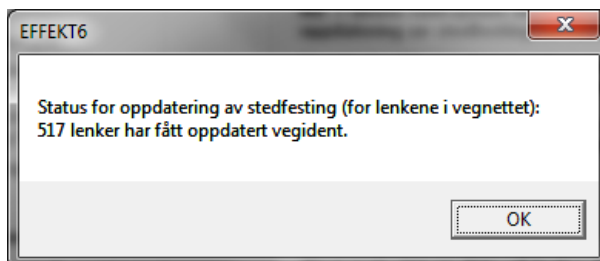 EFFEKT6
Status for oppdatering av stedfesting (for lenkene i vegnettet):
517 lenker har fått oppdatert vegident.
OK